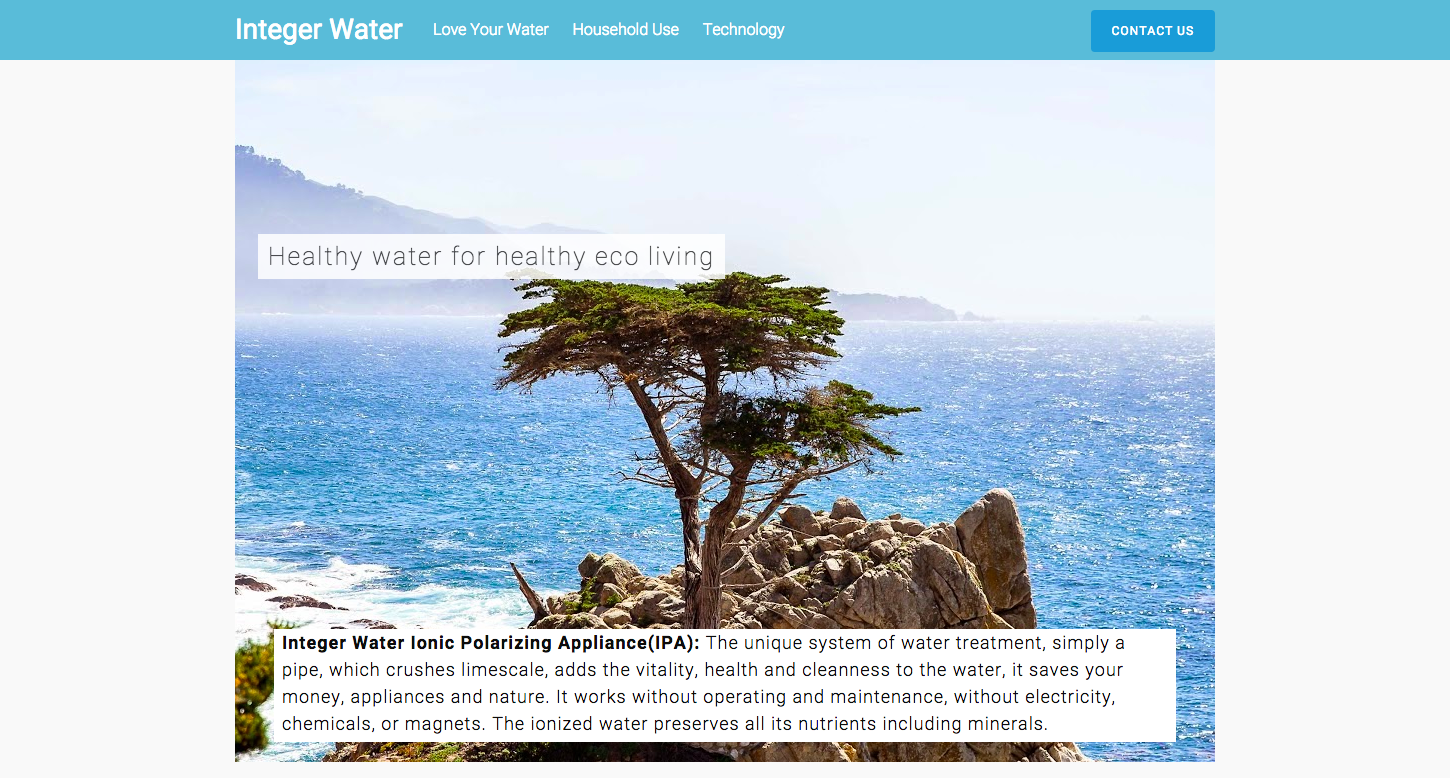 Integer Water
Love Your Water
Household Use
Technology
CONTACT US
Healthy water for healthy eco living
Integer Water Ionic Polarizing Appliance(IPA): The unique system of water treatment, simply a
pipe, which crushes limescale, adds the vitality, health and cleanness to the water, it saves your
money, appliances and nature. It works without operating and maintenance, without electricity,
chemicals, or magnets. The ionized water preserves all its nutrients including minerals.